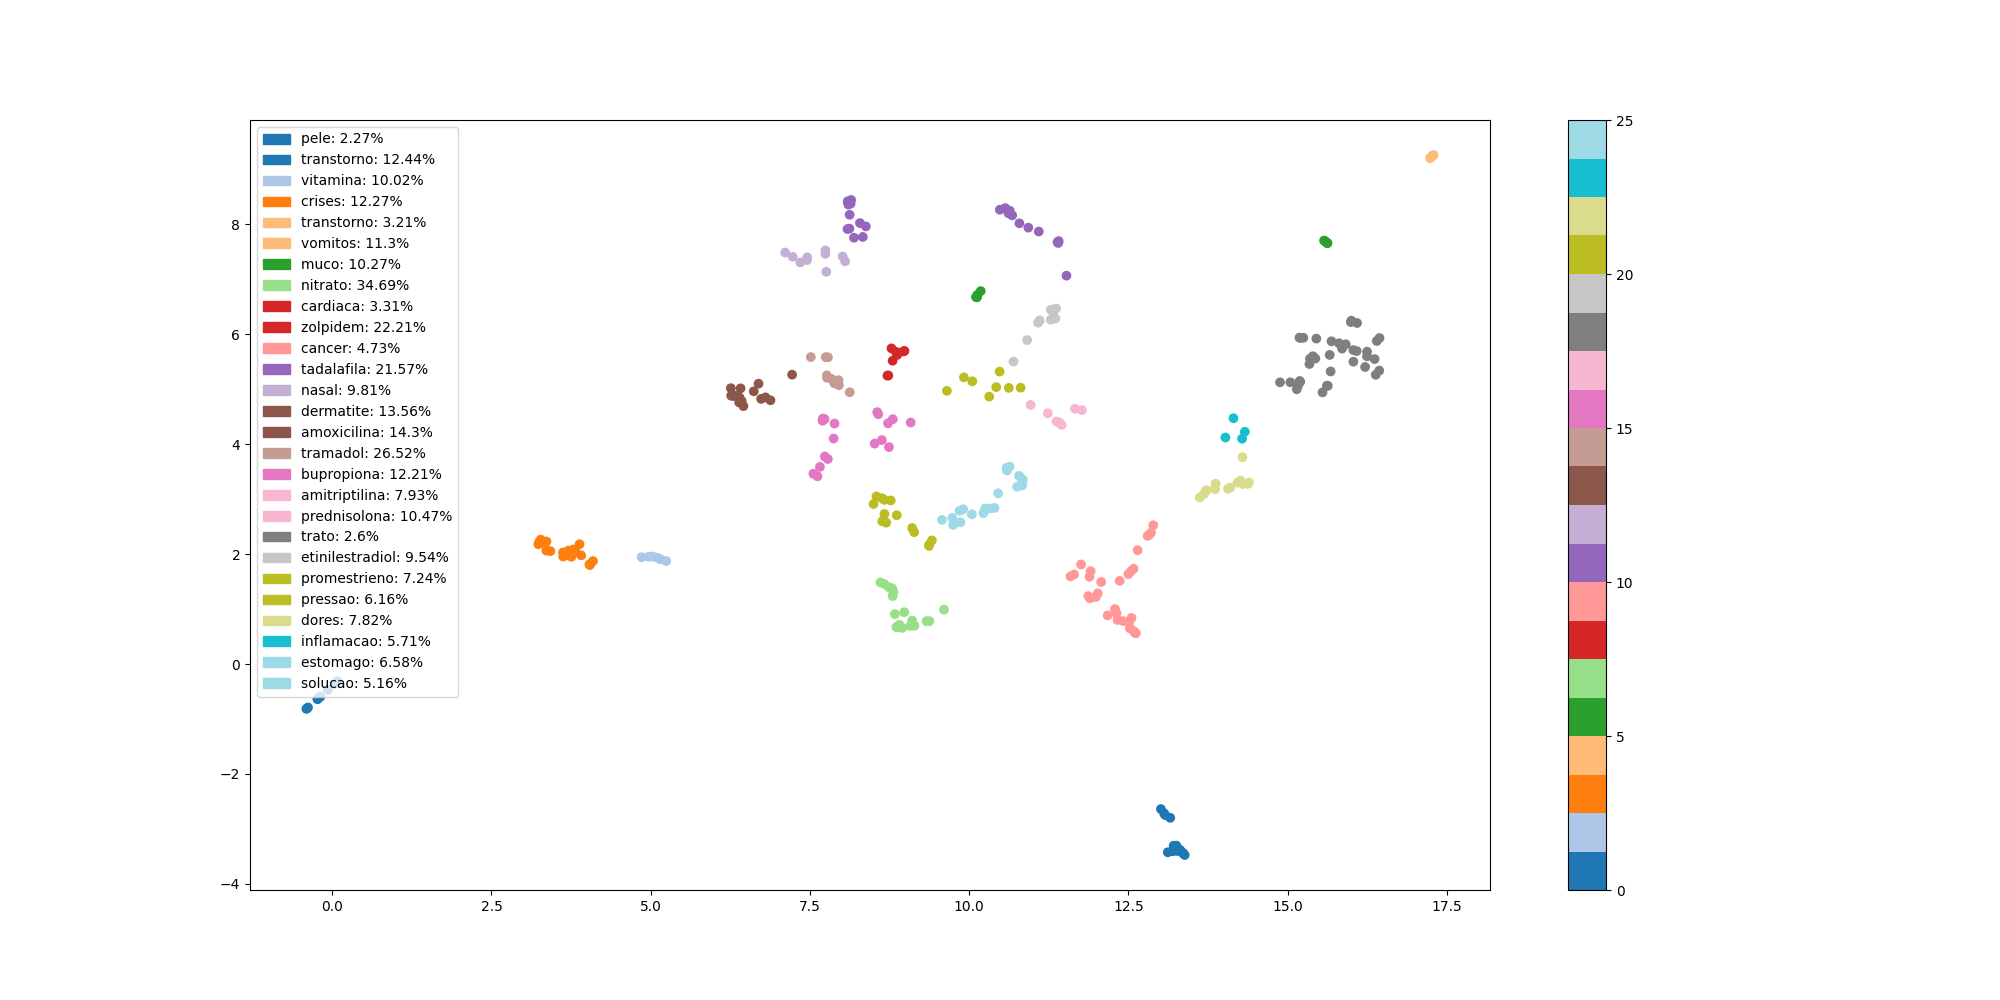 pele: 2.27%
transtorno: 12.44%
vitamina: 10.02%
crises: 12.27%
transtorno: 3.21%
vomitos: 11.3%
muco: 10.27%
nitrato: 34.69%
cardiaca: 3.31%
zolpidem: 22.21%
cancer: 4.73%
tadalafila: 21.57%
nasal: 9.81%
dermatite: 13.56%
amoxicilina: 14.3%
tramadol: 26.52%
bupropiona: 12.21%
amitriptilina: 7.93%
prednisolona: 10.47%
trato: 2.6%
etinilestradiol: 9.54%
promestrieno: 7.24%
pressao: 6.16%
dores: 7.82%
inflamacao: 5.71%
estomago: 6.58%
solucao: 5.16%
8
6
4
2
0
−2
−4
0.0 2.5 5.0 7.5 10.0 12.5 15.0 17.5
25
20
15
10
5
0